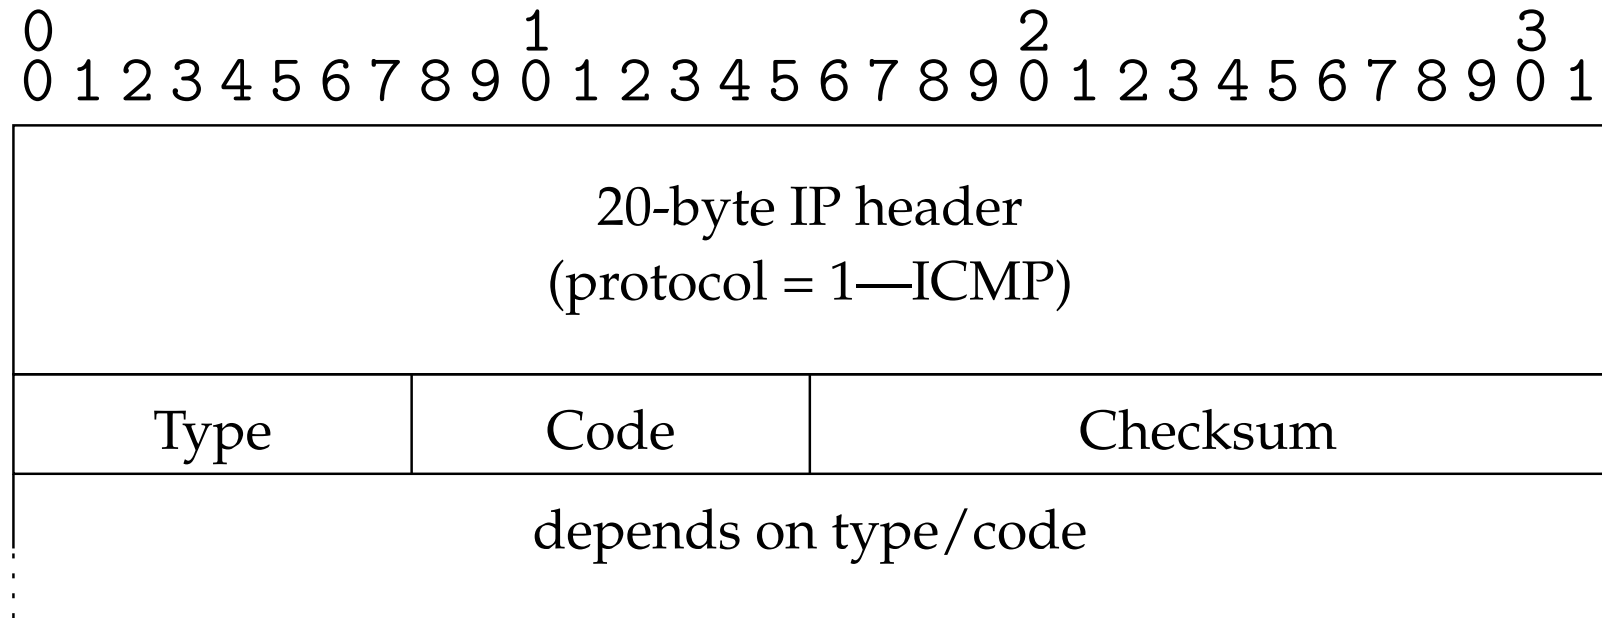 0 1 2 3
0 1 2 3 4 5 6 7 8 9 0 1 2 3 4 5 6 7 8 9 0 1 2 3 4 5 6 7 8 9 0 1
20-byte IP header
(protocol = 1—ICMP)
Type Code Checksum
depends on type/code